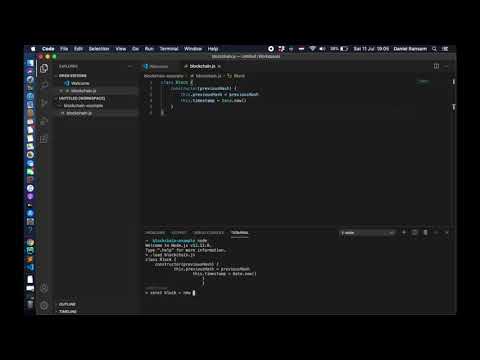 Code File Edit Selection View Go Run Terminal Window Help
Sat 11 Jul 19:05 Daniel Ransom
blockchain.js — Untitled (Workspace)
EXPLORER
OPEN EDITORS
Welcome
blockchain.js
UNTITLED (WORKSPACE)
blockchain-example
blockchain.js
OUTLINE
TIMELINE
Welcome
blockchain.js
blockchain-example > blockchain.js > Block
1 class Block {
2 constructor(previousHash) {
3 this.previousHash = previousHash
4 this.timestamp = Date.now()
5 }
6 }
PROBLEMS OUTPUT DEBUG CONSOLE TERMINAL
1: node
→ blockchain-example node
Welcome to Node.js
Type ".help" for more information.
> .load blockchain.js
class Block {
constructor(previousHash) {
this.previousHash = previousHash
this.timestamp = Date.now()
}
}
> const block = new